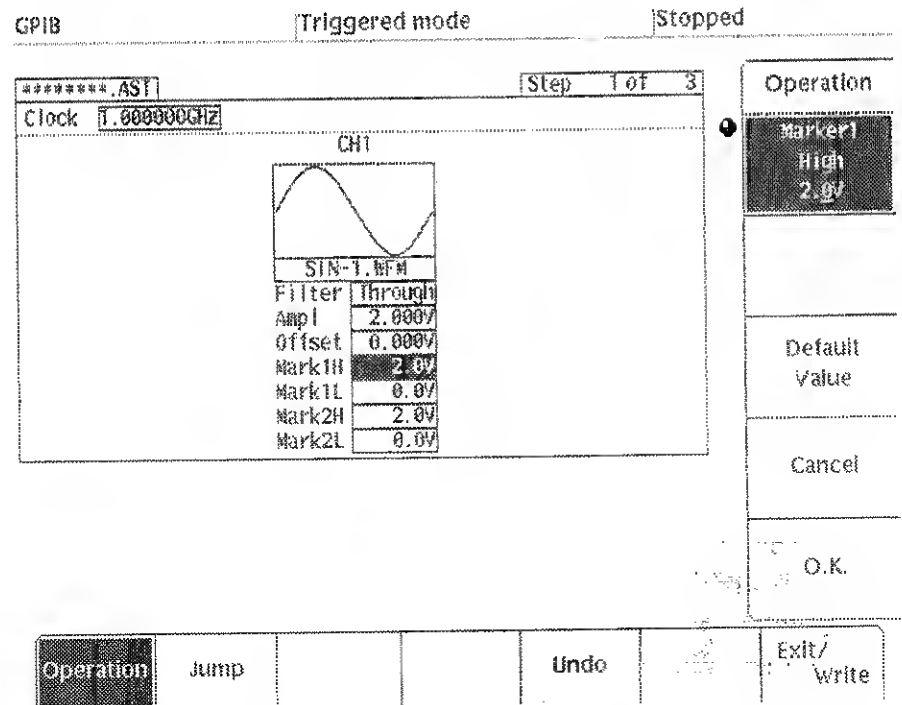 GPIB Triggered mode Stopped
********.AST Step 1 of 3
Clock 1.000000GHz
CH1
SIN-1.WFM
Filter Through
Ampl 2.000V
Offset 0.000V
Mark1H 2.0V
Mark1L 0.0V
Mark2H 2.0V
Mark2L 0.0V
Operation
Marker1
High
2.0V
Default
Value
Cancel
O.K.
Operation Jump Undo Exit/
Write